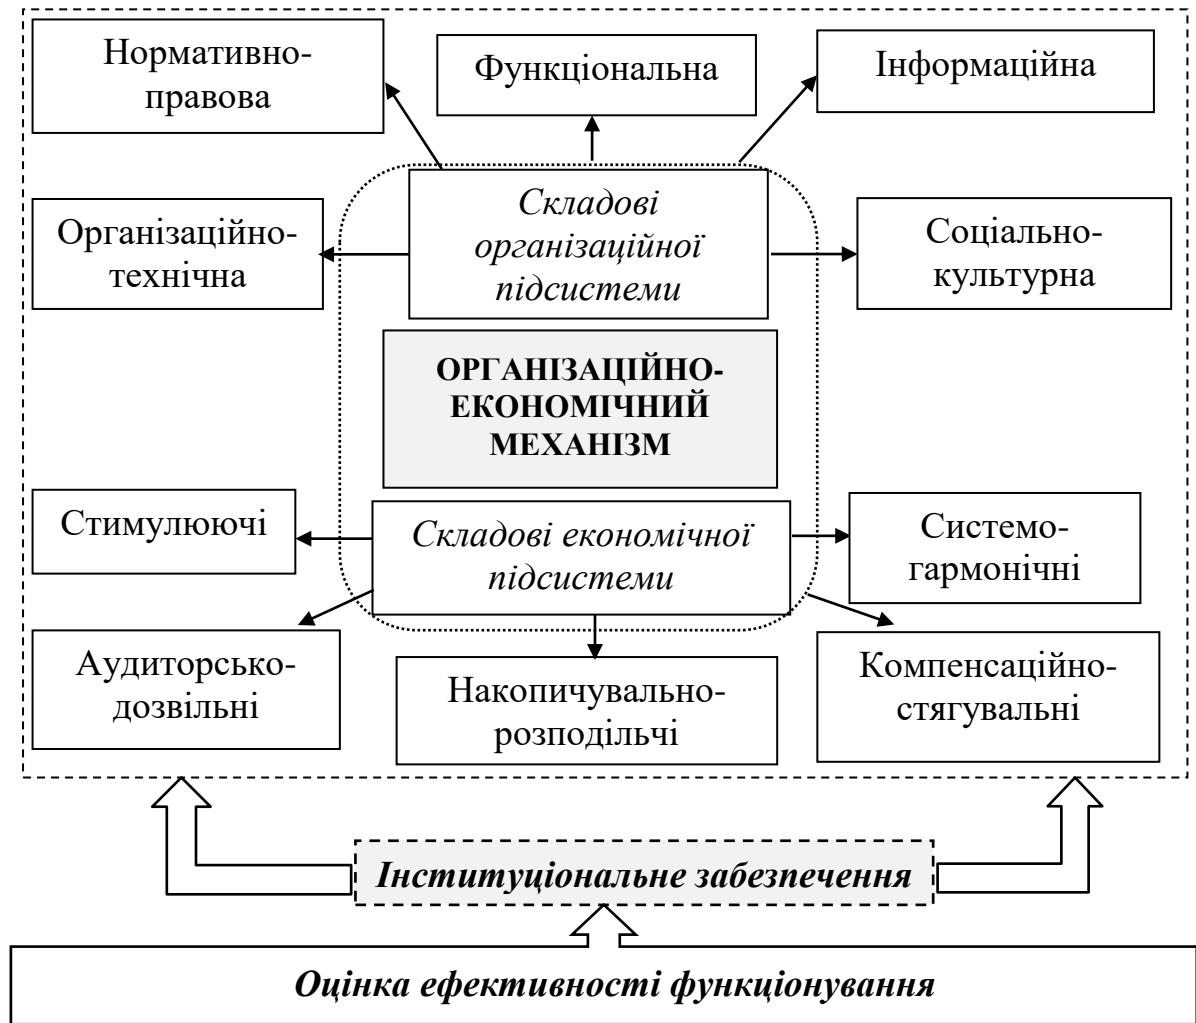 Нормативно-
правова
Функціональна
Інформаційна
Складові
організаційної
підсистеми
Організаційно-
технічна
Соціально-
культурна
ОРГАНІЗАЦІЙНО-
ЕКОНОМІЧНИЙ
МЕХАНІЗМ
Стимулюючі
Складові економічної
підсистеми
Системо-
гармонічні
Аудиторсько-
дозвільні
Накопичувально-
розподільчі
Компенсаційно-
стягувальні
Інституціональне забезпечення
Оцінка ефективності функціонування